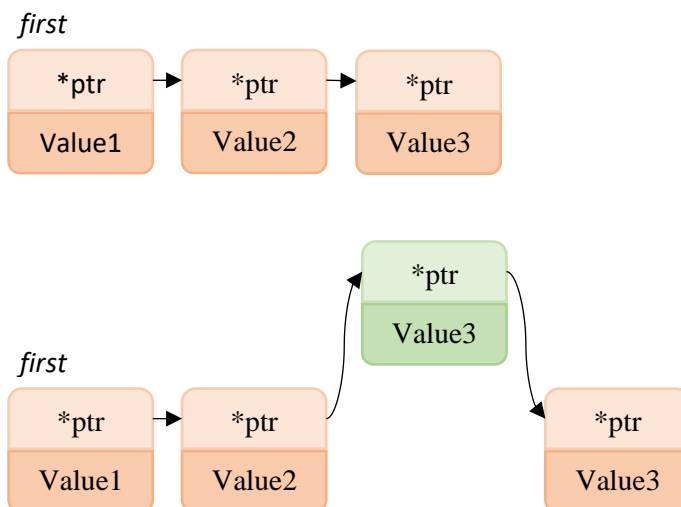 first
*ptr *ptr *ptr
Value1 Value2 Value3
*ptr
Value3
first
*ptr *ptr *ptr
Value1 Value2 Value3